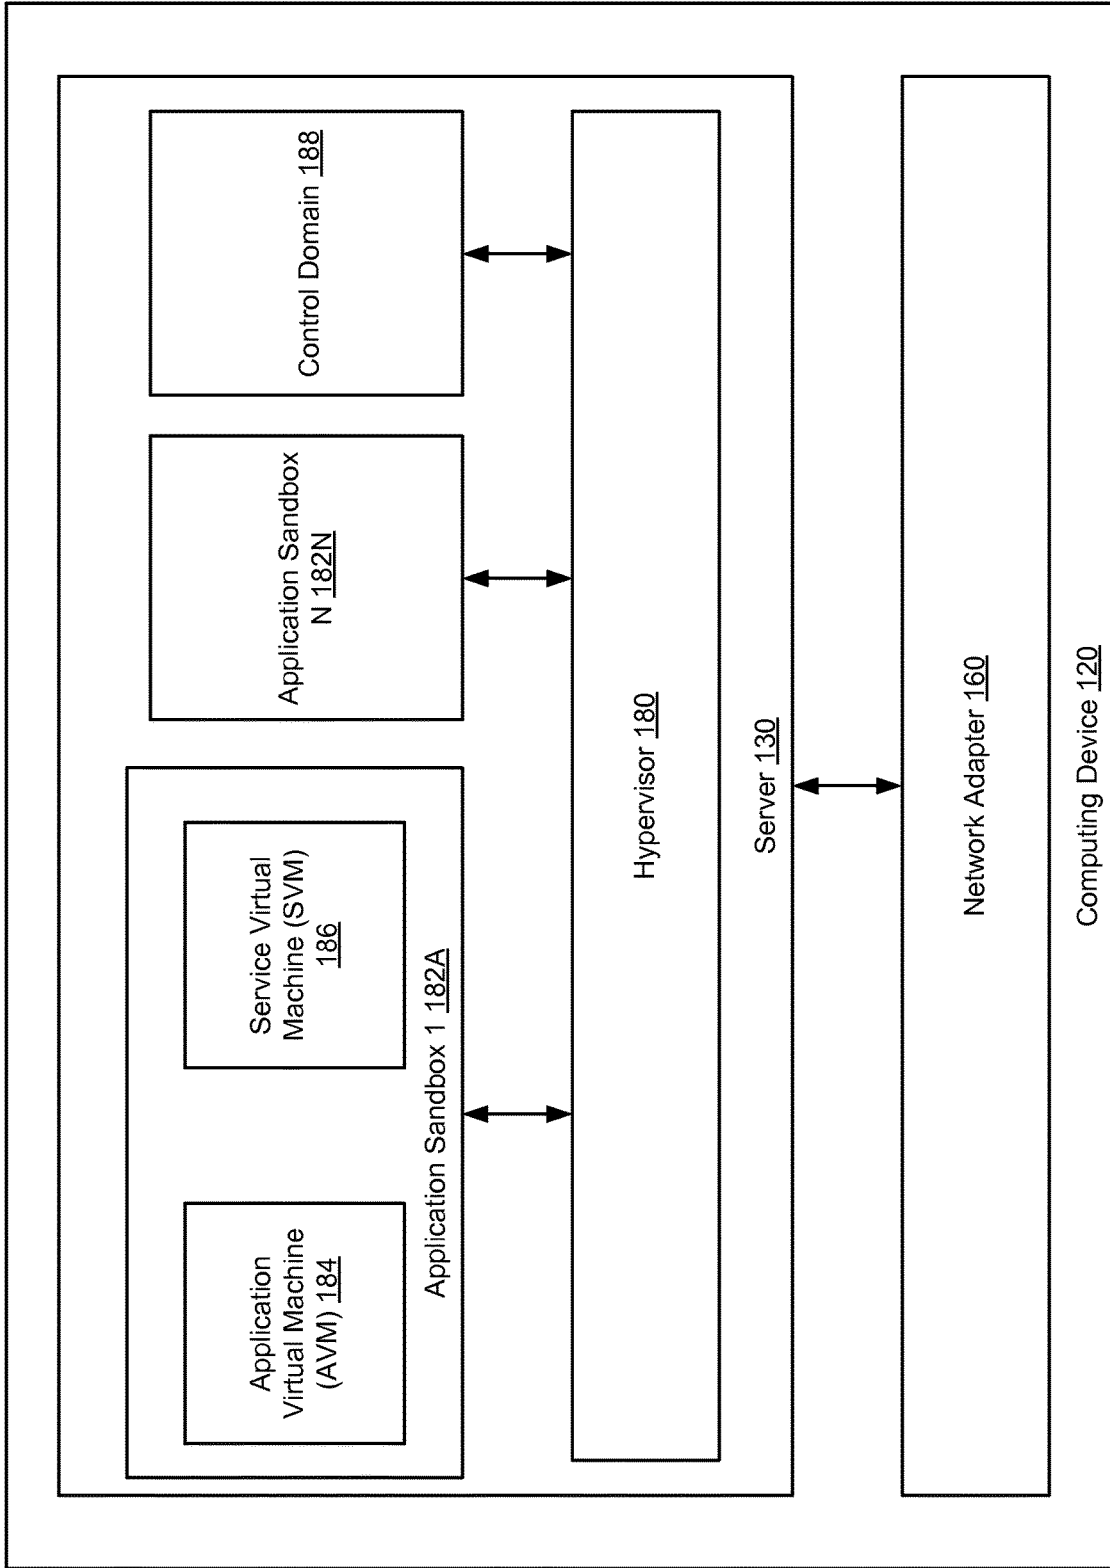 Application
Virtual Machine
(AVM) 184
Service Virtual
Machine (SVM)
186
Application Sandbox 1 182A
Application Sandbox
N 182N
Control Domain 188
Hypervisor 180
Server 130
Network Adapter 160
Computing Device 120